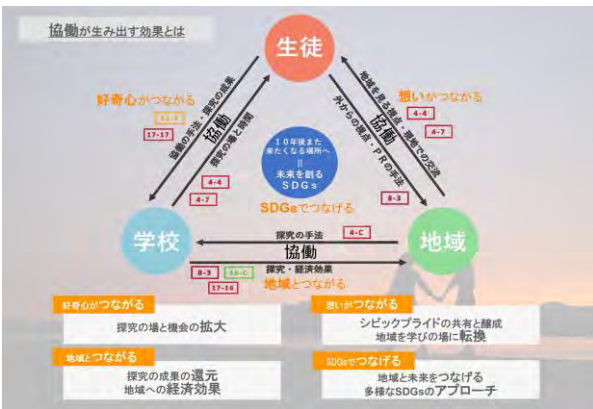 協働が生み出す効果とは
生徒
好奇心がつながる
17-17
協働の手法・探究の成果
協働
探究の場と時間
4-4
4-7
想いがつながる
4-4
4-7
地域を見る視点・現地での交流
協働
外からの視点・PRの手法
8-3
10年後また
来たくなる場所へ
=
未来を創る
SDGs
SDGsでつなげる
学校
地域
探究の手法
4-C
協働
探究・経済効果
8-3
17-16
地域とつながる
好奇心がつながる
探究の場と機会の拡大
想いがつながる
シビックプライドの共有と醸成
地域を学びの場に転換
地域とつながる
探究の成果の還元
地域への経済効果
SDGsでつなげる
地域と未来をつなげる
多様なSDGsのアプローチ